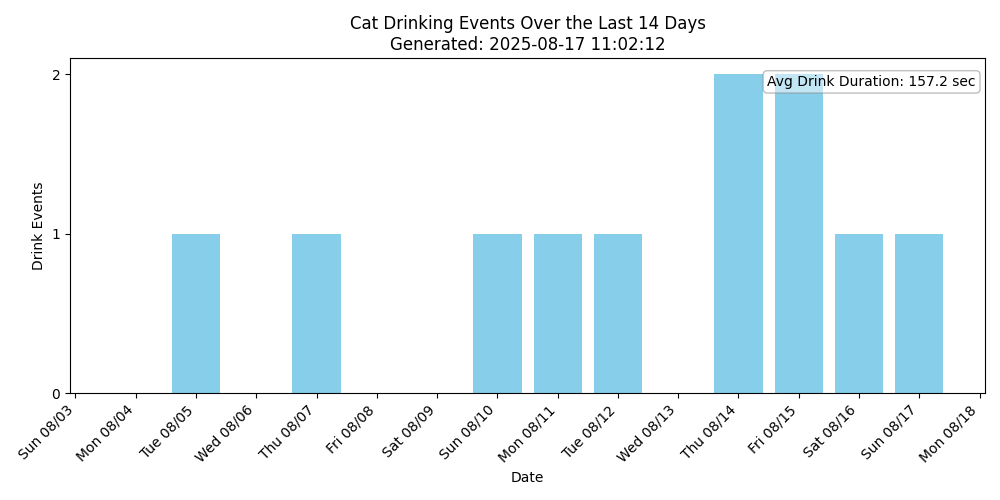 Cat Drinking Events Over the Last 14 Days
Generated: 2025-08-17 11:02:12
Avg Drink Duration: 157.2 sec
Drink Events
2
1
0
Sun 08/03
Mon 08/04
Tue 08/05
Wed 08/06
Thu 08/07
Fri 08/08
Sat 08/09
Sun 08/10
Mon 08/11
Tue 08/12
Wed 08/13
Thu 08/14
Fri 08/15
Sat 08/16
Sun 08/17
Mon 08/18
Date